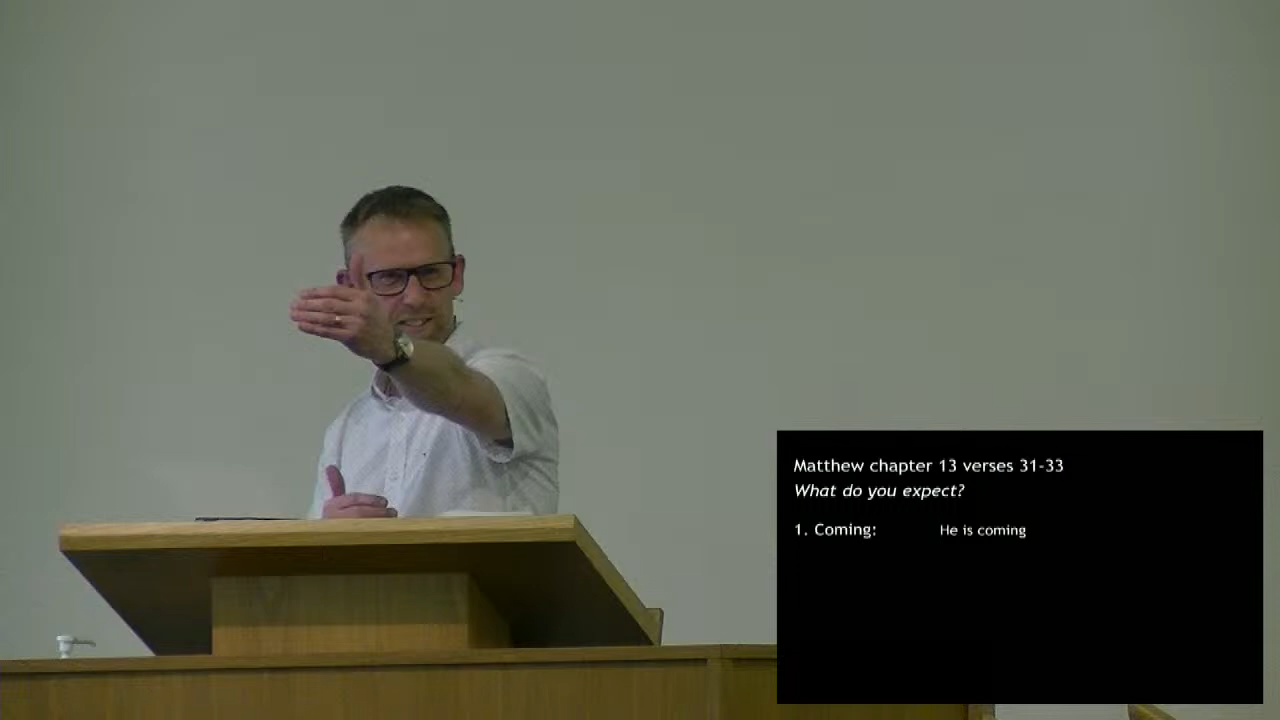 Matthew chapter 13 verses 31-33
What do you expect?
1. Coming: He is coming